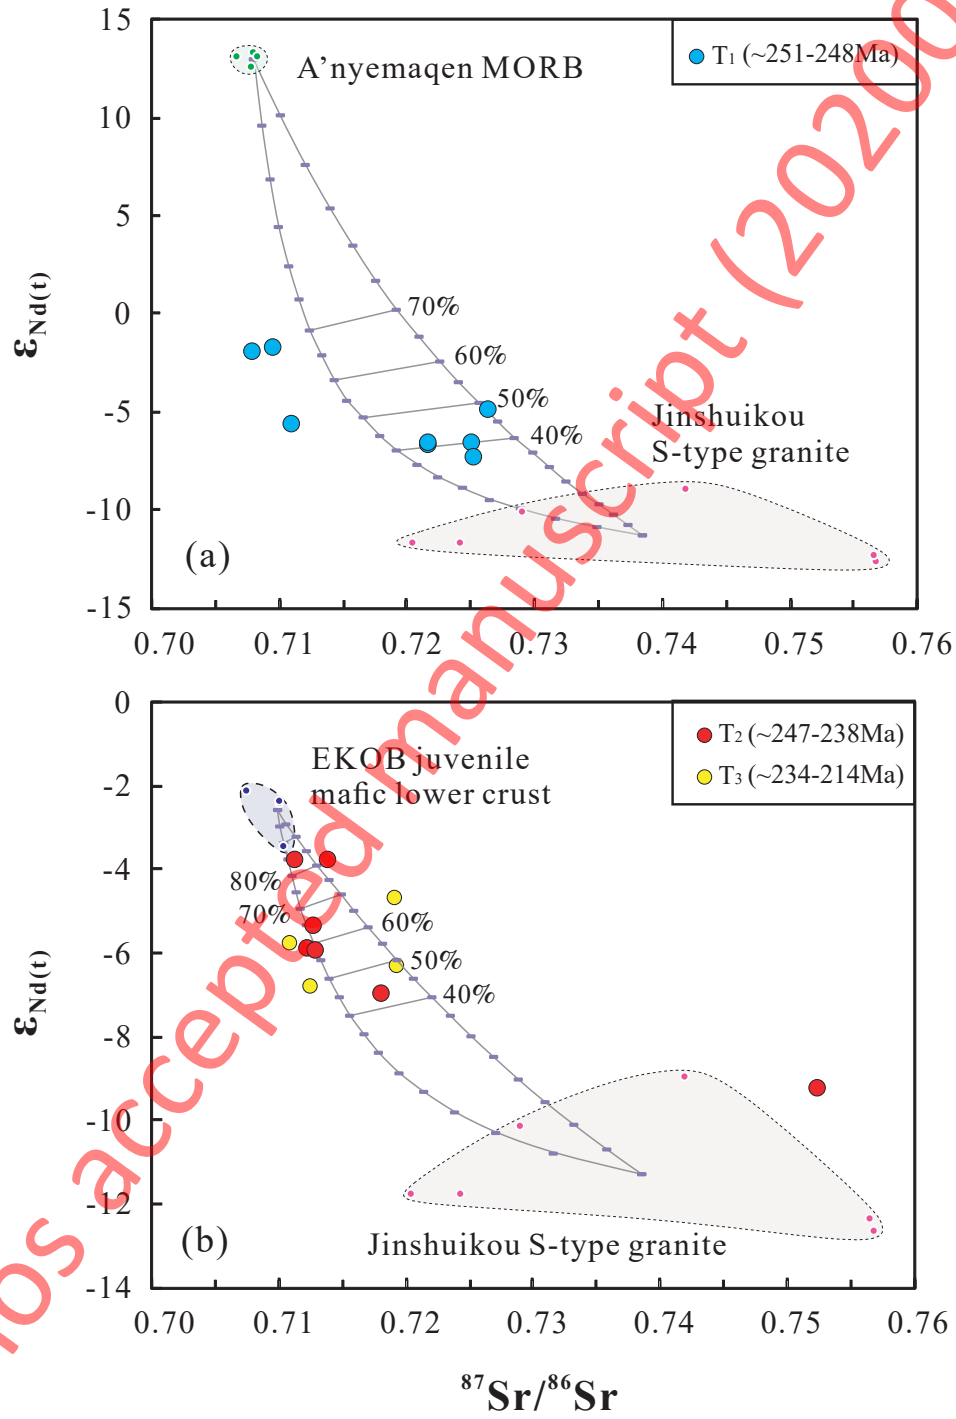 15
10
5
0
-5
-10
-15
εNd(t)
T1 (~251-248Ma)
A’nyemaqen MORB
70%
60%
50%
40%
Jinshuikou
S-type granite
(a)
0.70 0.71 0.72 0.73 0.74 0.75 0.76
0
-2
-4
-6
-8
-10
-12
-14
εNd(t)
T2 (~247-238Ma)
T3 (~234-214Ma)
EKOB juvenile
mafic lower crust
80%
70%
60%
50%
40%
(b)
Jinshuikou S-type granite
0.70 0.71 0.72 0.73 0.74 0.75 0.76
87Sr/86Sr
os accepted manuscript (20200